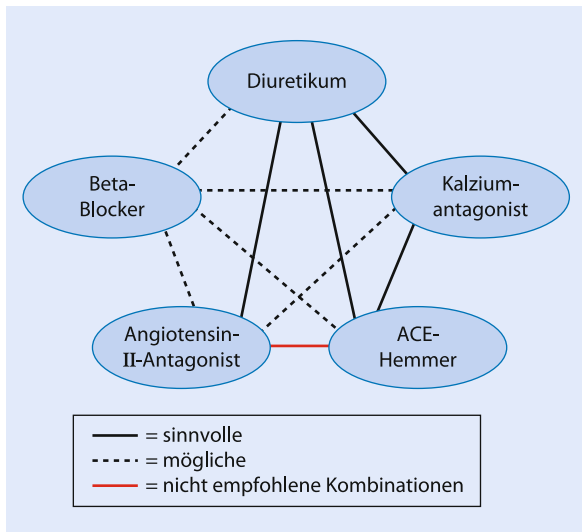 Diuretikum
Beta-
Blocker
Kalzium-
antagonist
Angiotensin-
II-Antagonist
ACE-
Hemmer
= sinnvolle
= mögliche
= nicht empfohlene Kombinationen